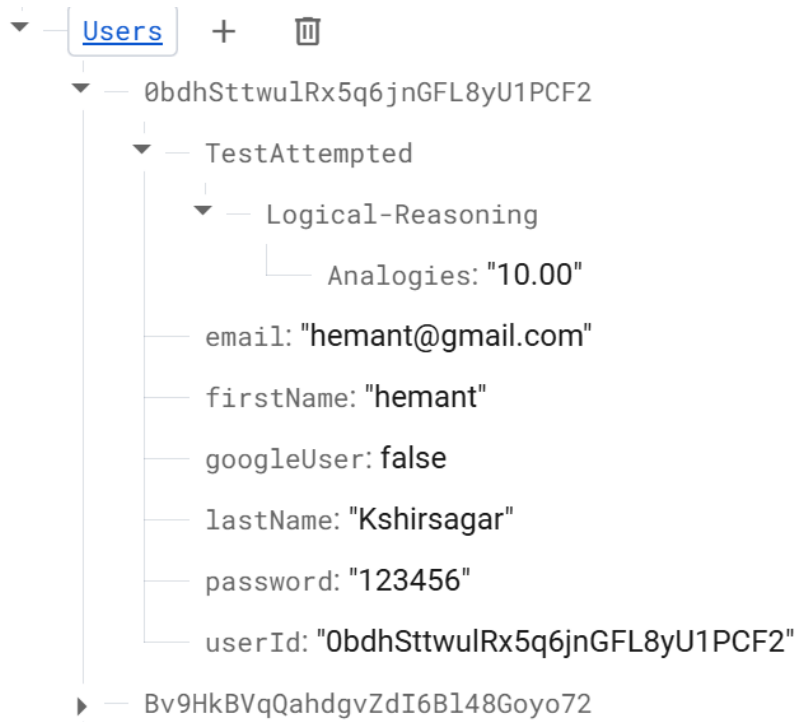 Users
0bdhSttwulRx5q6jnGFL8yU1PCF2
TestAttempted
Logical-Reasoning
Analogies: "10.00"
email: "hemant@gmail.com"
firstName: "hemant"
googleUser: false
lastName: "Kshirsagar"
password: "123456"
userId: "0bdhSttwulRx5q6jnGFL8yU1PCF2"
Bv9HkBVqQahdgvZdI6Bl48Goyo72